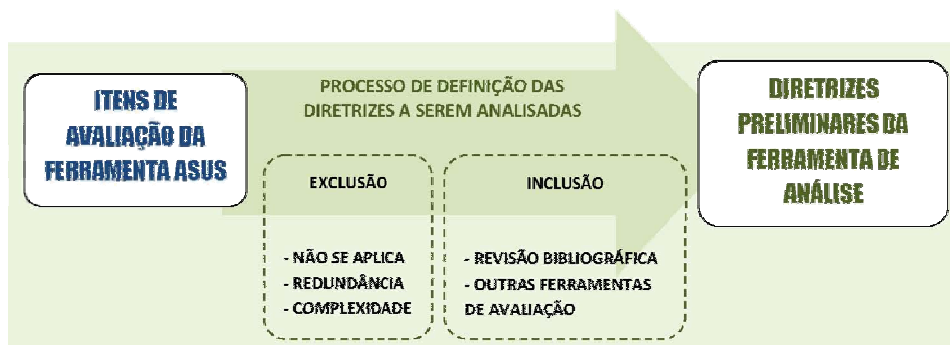 ITENS DE
AVALIAÇÃO DA
FERRAMENTA ASUS
PROCESSO DE DEFINIÇÃO DAS
DIRETRIZES A SEREM ANALISADAS
EXCLUSÃO
- NÃO SE APLICA
- REDUNDÂNCIA
- COMPLEXIDADE
INCLUSÃO
- REVISÃO BIBLIOGRÁFICA
- OUTRAS FERRAMENTAS
DE AVALIAÇÃO
DIRETRIZES
PRELIMINARES DA
FERRAMENTA DE
ANÁLISE